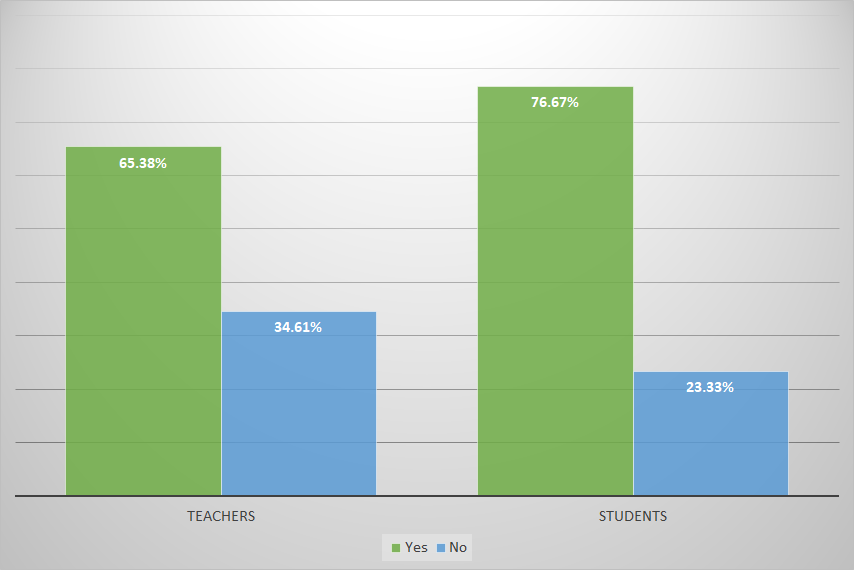 76.67%
65.38%
34.61%
23.33%
TEACHERS STUDENTS
Yes No